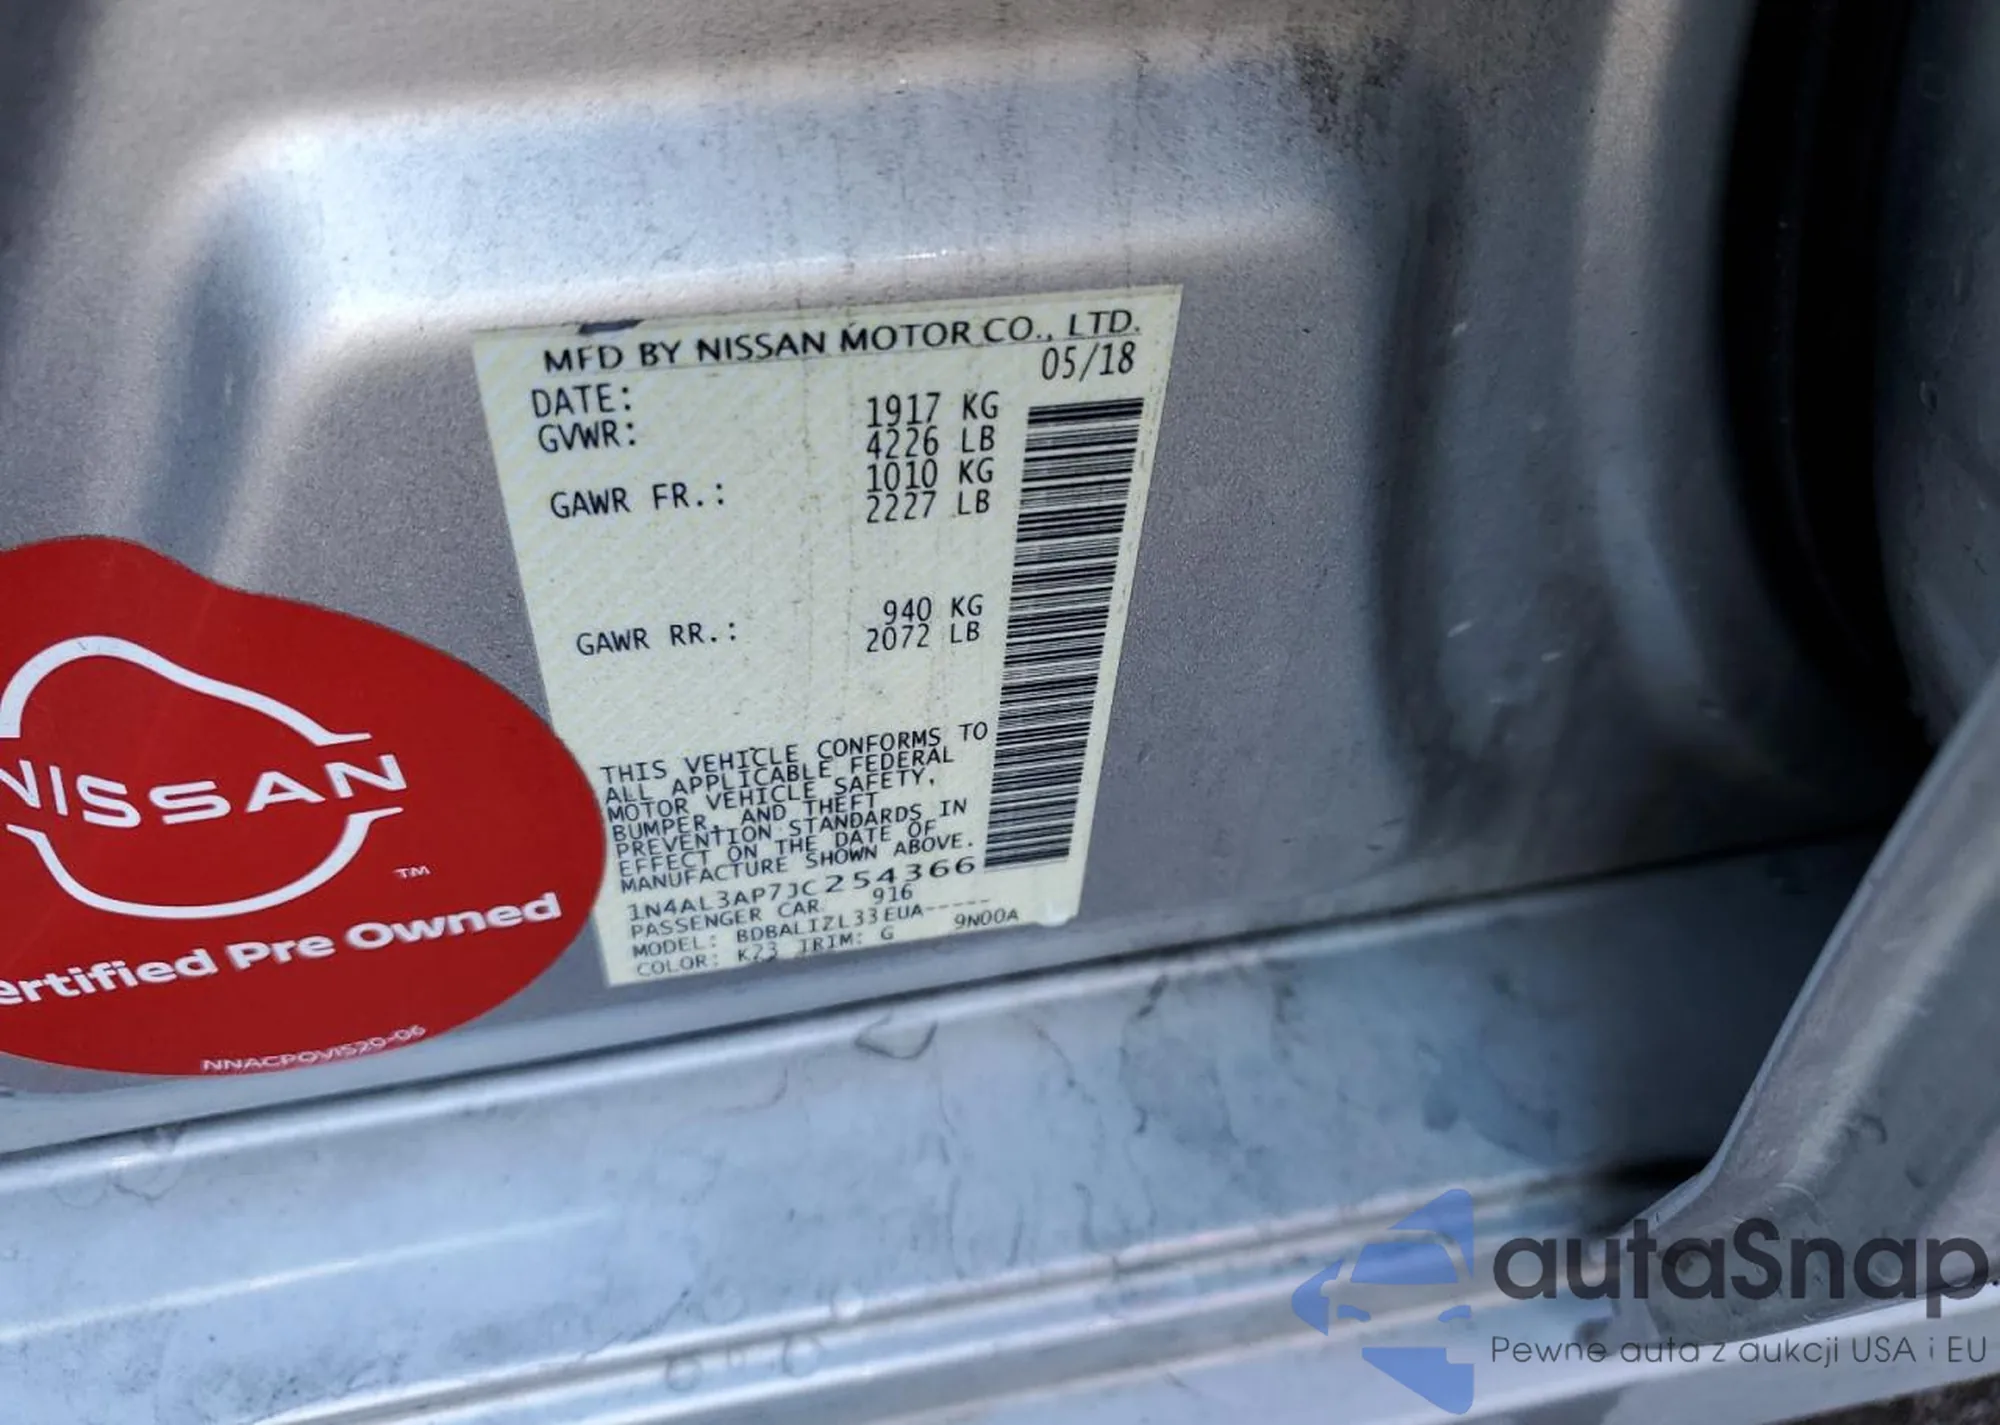 MFD BY NISSAN MOTOR CO., LTD.
DATE: 05/18
GVWR: 1917 KG
4226 LB
GAWR FR.: 1010 KG
2227 LB
GAWR RR.: 940 KG
2072 LB
THIS VEHICLE CONFORMS TO
ALL APPLICABLE FEDERAL
MOTOR VEHICLE SAFETY,
BUMPER, AND THEFT
PREVENTION STANDARDS IN
EFFECT ON THE DATE OF
MANUFACTURE SHOWN ABOVE.
1N4AL3AP7JC254366
PASSENGER CAR 916
MODEL: BDBALIZL33EUA-----
COLOR: K23 TRIM: G 9N00A
NISSAN
TM
ertified Pre Owned
NNACPOVIS20-06
autaSnap
Pewne auta z aukcji USA i EU